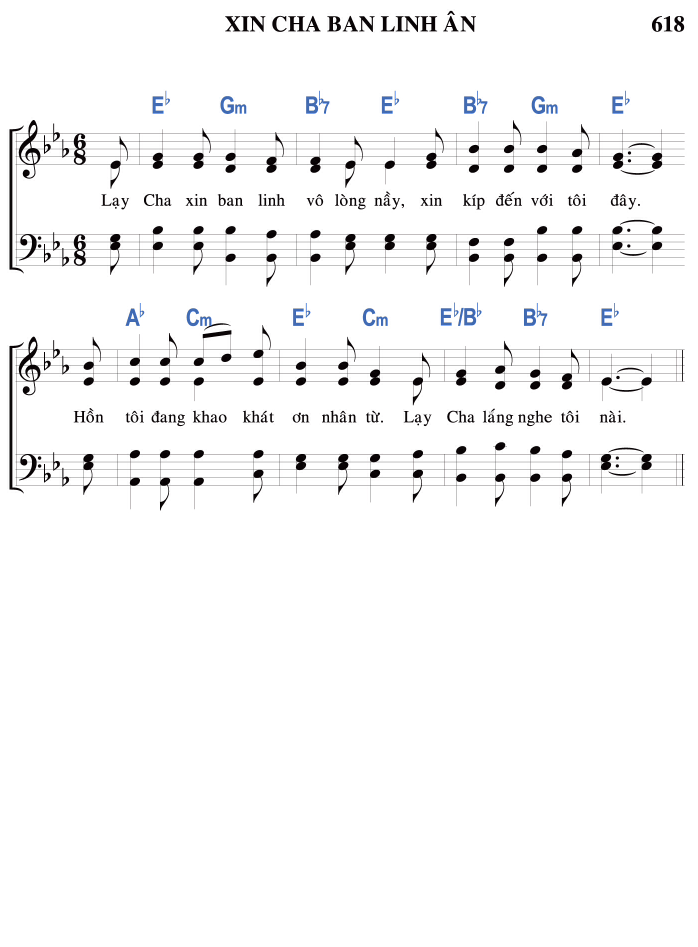 XIN CHA BAN LINH ÂN 618
E♭ Gm B♭7 E♭ B♭7 Gm E♭
6 8
Lạy Cha xin ban linh vô lòng nầy, xin kíp đến với tôi đây.
6 8
A♭ Cm E♭ Cm E♭/B♭ B♭7 E♭
Hồn tôi đang khao khát ơn nhân từ. Lạy Cha lắng nghe tôi nài.